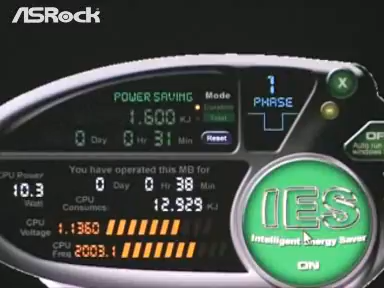 ASRock
POWER SAVING
Mode
Duration
Total
1
PHASE
1.600 KJ
0 Day 0 Hr 31 Min
Reset
Auto run
windows
You have operated this MB for
0 Day 0 Hr 38 Min
CPU Power
10.3
Watt
CPU
Consumes:
12.929 KJ
CPU
Voltage
1.1360
CPU
Freq
2003.1
IES
Intelligent Energy Saver
ON
X